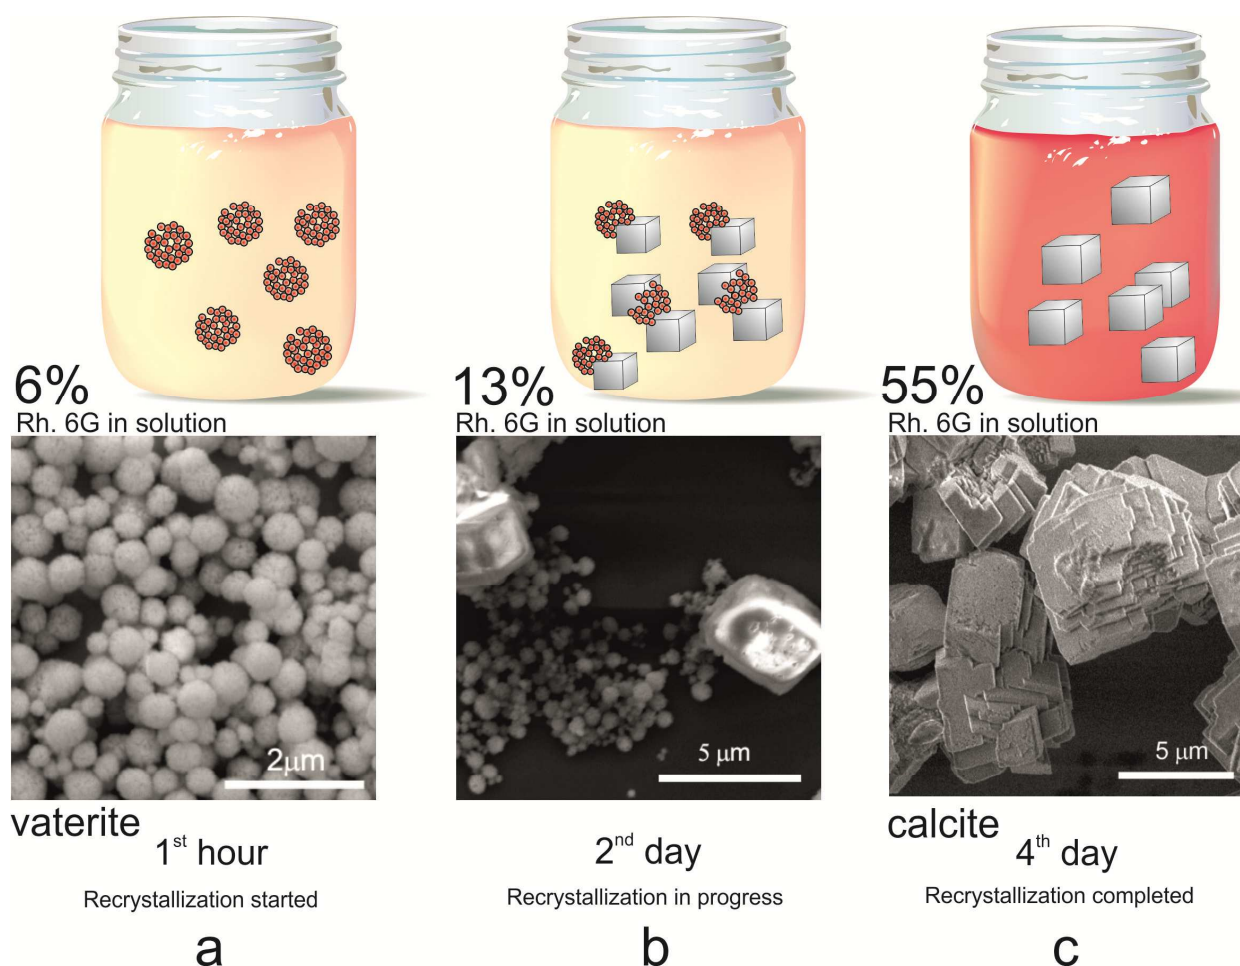 6%
Rh. 6G in solution
2μm
vaterite
1st hour
Recrystallization started
a
13%
Rh. 6G in solution
5 μm
2nd day
Recrystallization in progress
b
55%
Rh. 6G in solution
5 μm
calcite
4th day
Recrystallization completed
c